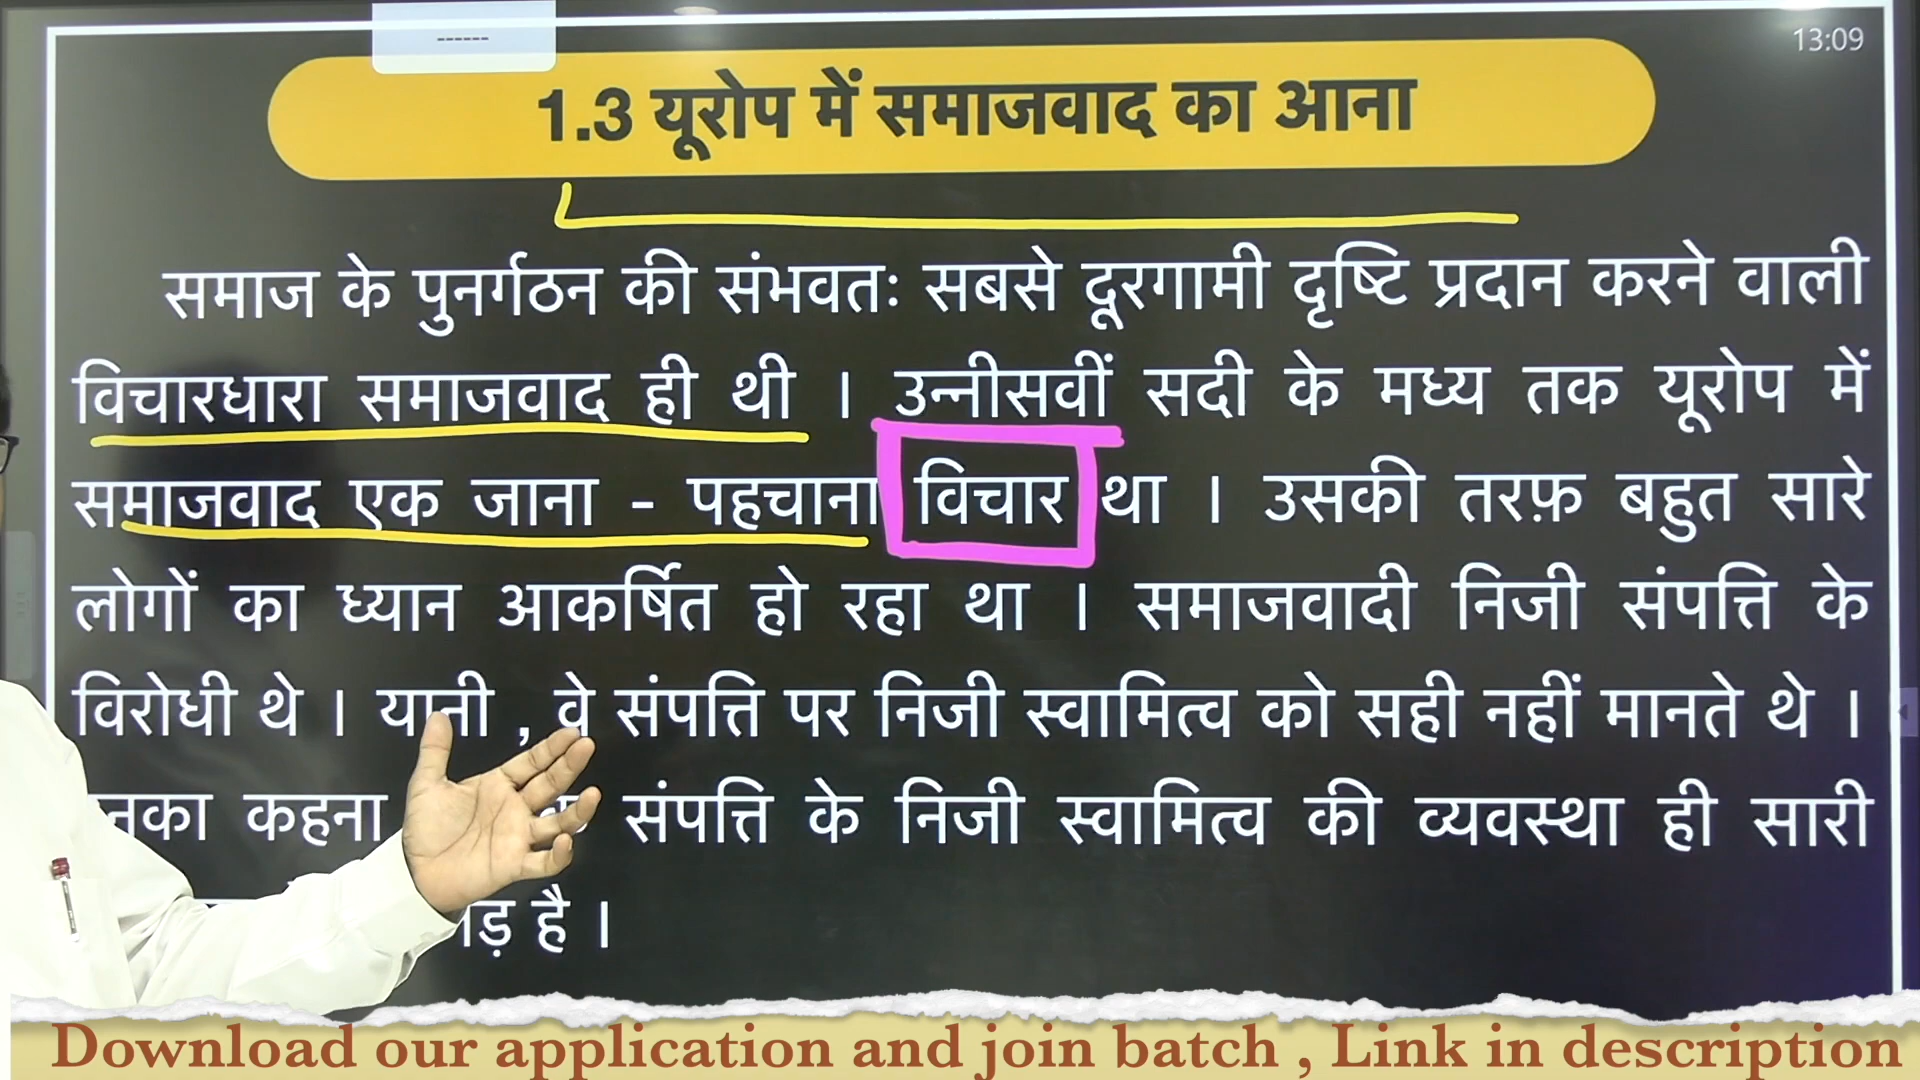 ------
13:09
1.3 यूरोप में समाजवाद का आना
समाज के पुनर्गठन की संभवतः सबसे दूरगामी दृष्टि प्रदान करने वाली
विचारधारा समाजवाद ही थी । उन्नीसवीं सदी के मध्य तक यूरोप में
समाजवाद एक जाना - पहचाना विचार था । उसकी तरफ़ बहुत सारे
लोगों का ध्यान आकर्षित हो रहा था । समाजवादी निजी संपत्ति के
विरोधी थे । यानी , वे संपत्ति पर निजी स्वामित्व को सही नहीं मानते थे ।
कहना संपत्ति के निजी स्वामित्व की व्यवस्था ही सारी
है ।
Download our application and join batch , Link in description